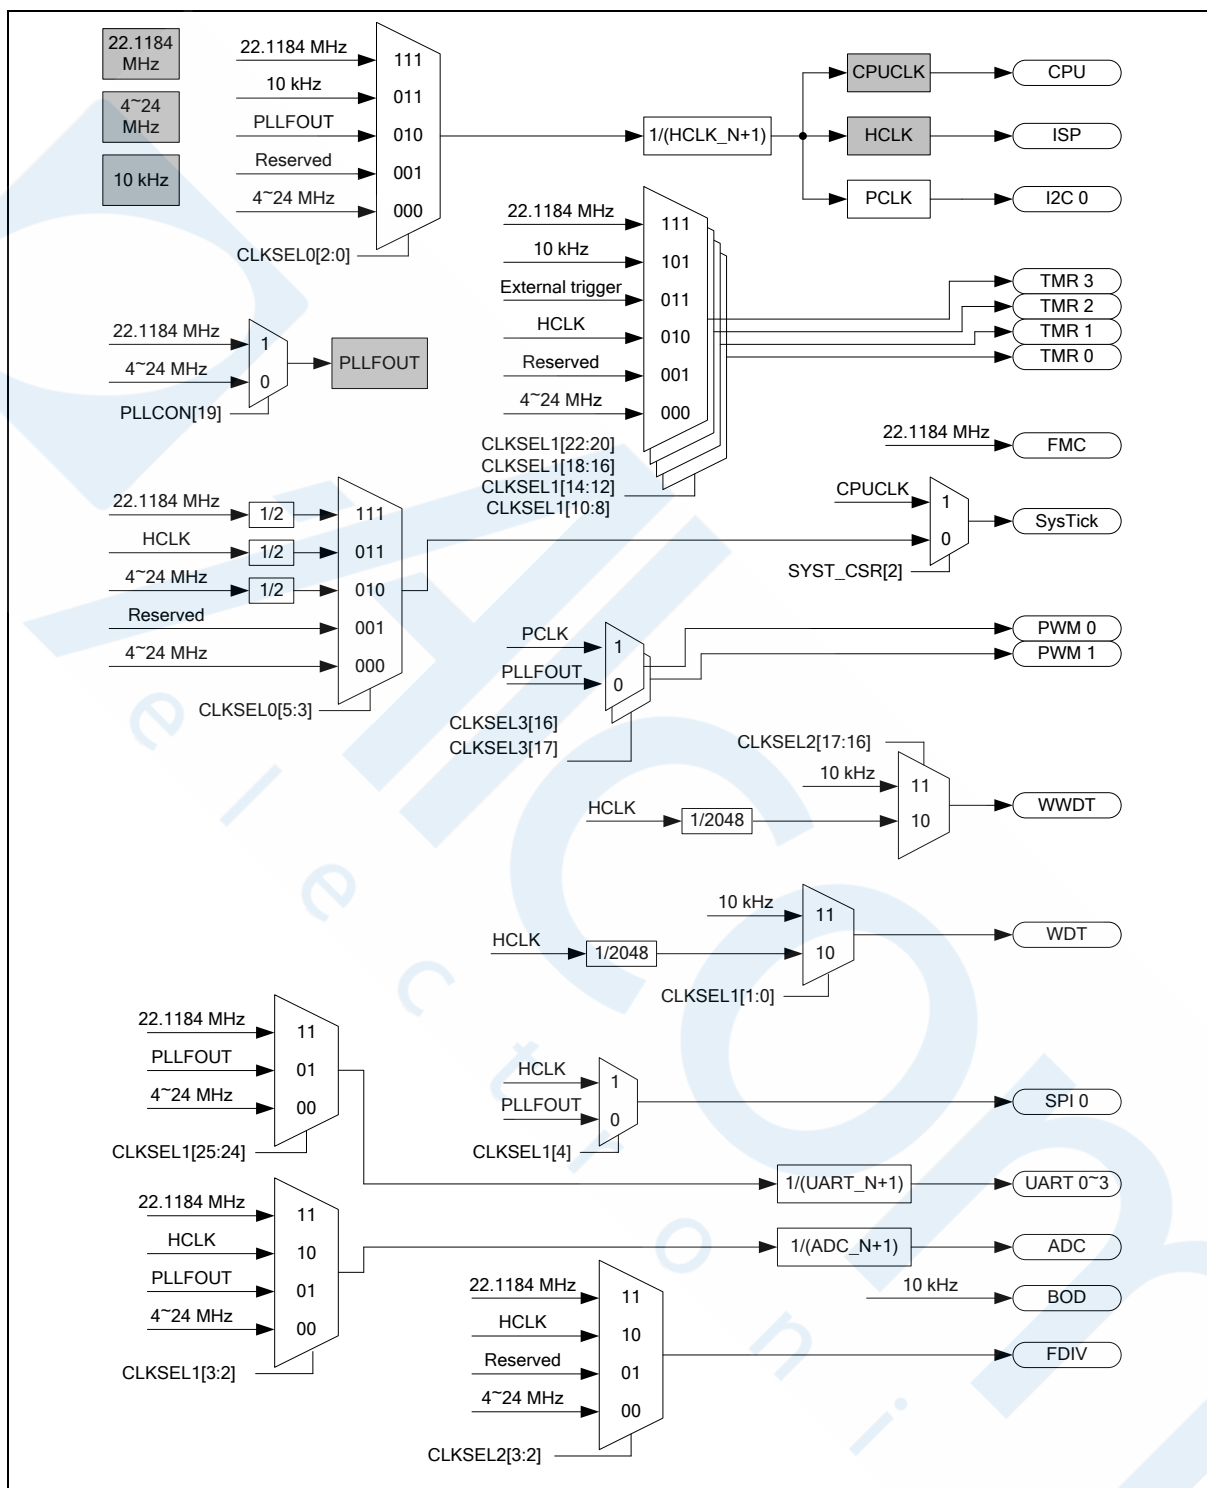 22.1184 MHz
4~24 MHz
10 kHz
22.1184 MHz
10 kHz
PLLFOUT
Reserved
4~24 MHz
111
011
010
001
000
CLKSEL0[2:0]
1/(HCLK_N+1)
CPUCLK
HCLK
PCLK
CPU
ISP
I2C 0
22.1184 MHz
10 kHz
External trigger
HCLK
Reserved
4~24 MHz
111
101
011
010
001
000
CLKSEL1[22:20]
CLKSEL1[18:16]
CLKSEL1[14:12]
CLKSEL1[10:8]
TMR 3
TMR 2
TMR 1
TMR 0
22.1184 MHz
4~24 MHz
1
0
PLLCON[19]
PLLFOUT
22.1184 MHz
FMC
22.1184 MHz
HCLK
4~24 MHz
Reserved
4~24 MHz
1/2
1/2
1/2
111
011
010
001
000
CLKSEL0[5:3]
CPUCLK
1
0
SYST_CSR[2]
SysTick
PCLK
PLLFOUT
1
0
CLKSEL3[16]
CLKSEL3[17]
PWM 0
PWM 1
CLKSEL2[17:16]
10 kHz
HCLK
1/2048
11
10
WWDT
10 kHz
HCLK
1/2048
11
10
CLKSEL1[1:0]
WDT
22.1184 MHz
PLLFOUT
4~24 MHz
11
01
00
CLKSEL1[25:24]
HCLK
PLLFOUT
1
0
CLKSEL1[4]
SPI 0
1/(UART_N+1)
UART 0~3
22.1184 MHz
HCLK
PLLFOUT
4~24 MHz
11
10
01
00
CLKSEL1[3:2]
1/(ADC_N+1)
ADC
10 kHz
BOD
22.1184 MHz
HCLK
Reserved
4~24 MHz
11
10
01
00
CLKSEL2[3:2]
FDIV